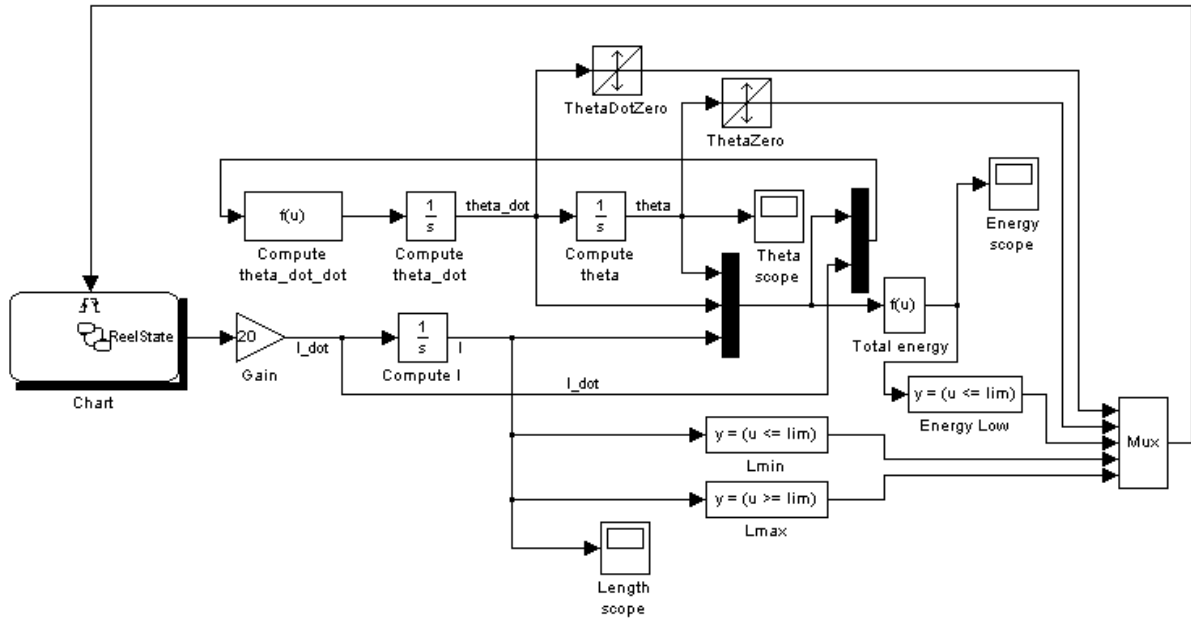 ThetaDotZero
ThetaZero
f(u)
Compute
theta_dot_dot
1
s
Compute
theta_dot
theta_dot
1
s
Compute
theta
theta
Theta
scope
Energy
scope
f(u)
Total energy
ReelState
Chart
20
Gain
l_dot
1
s
Compute l
l
l_dot
y = (u <= lim)
Energy Low
y = (u <= lim)
Lmin
y = (u >= lim)
Lmax
Mux
Length
scope